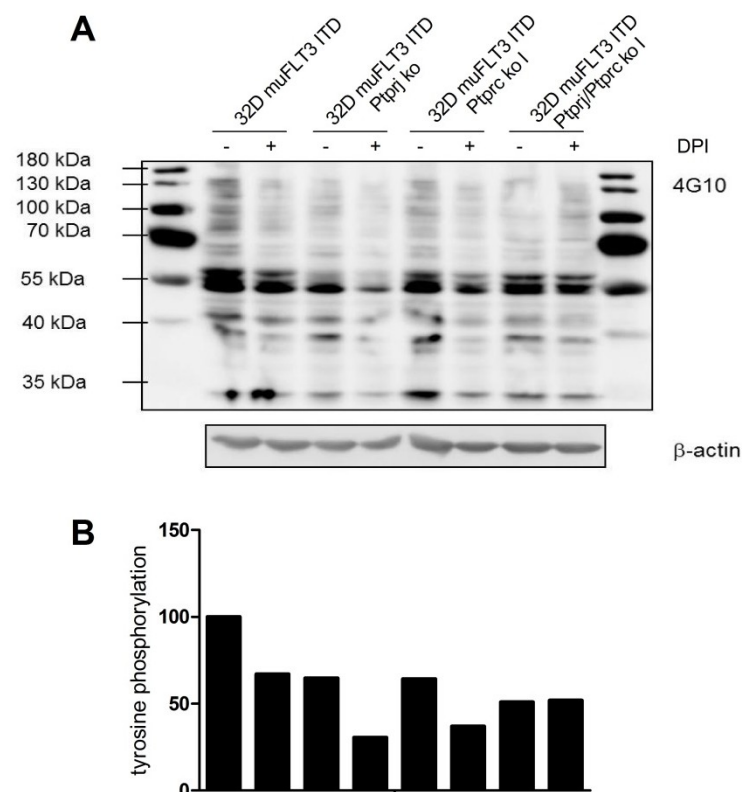 A
32D muFLT3 ITD
32D muFLT3 ITD
Ptprj ko
32D muFLT3 ITD
Ptprc ko I
32D muFLT3 ITD
Ptprj/Ptprc ko I
- + - + - + - + DPI
180 kDa
130 kDa
4G10
100 kDa
70 kDa
55 kDa
40 kDa
35 kDa
β-actin
B
tyrosine phosphorylation
150
100
50
0